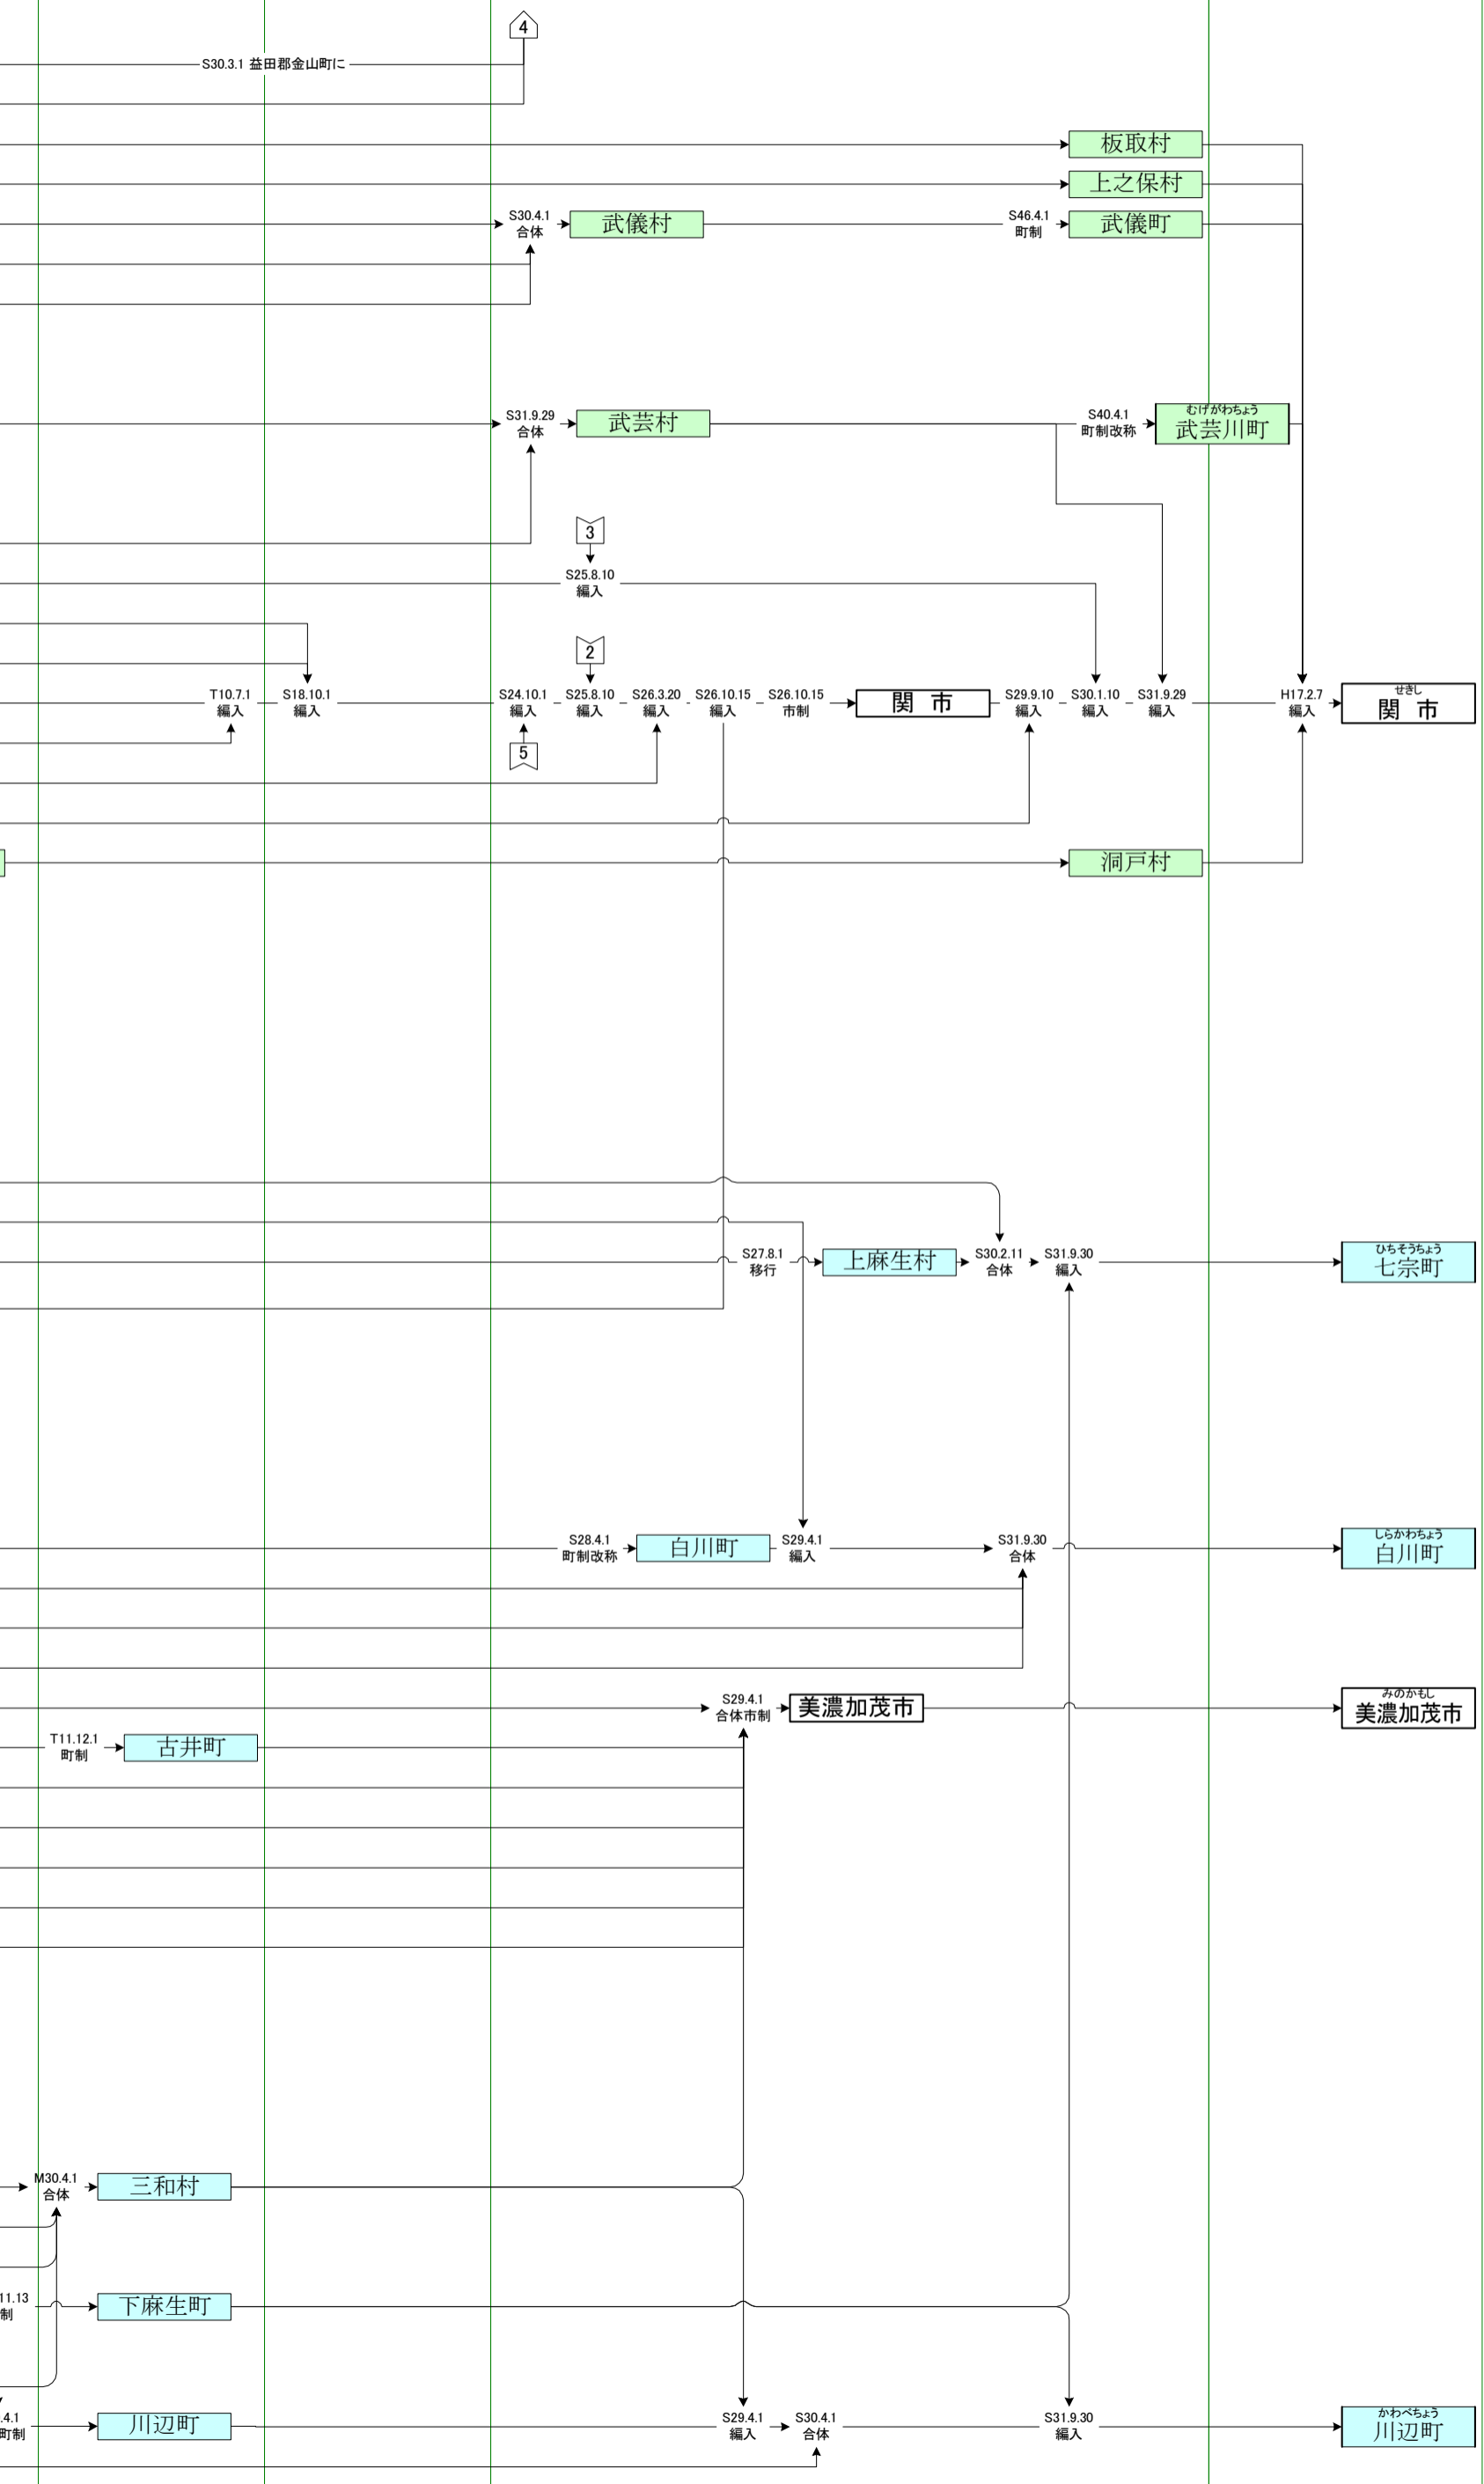 4
S30.3.1 益田郡金山町に
板取村
上之保村
S30.4.1
合体
武儀村
S46.4.1
町制
武儀町
S31.9.29
合体
武芸村
S40.4.1
町制改称
むげがわちょう
武芸川町
3
S25.8.10
編入
2
T10.7.1
編入
S18.10.1
編入
S24.10.1
編入
S25.8.10
編入
S26.3.20
編入
S26.10.15
編入
S26.10.15
市制
関 市
S29.9.10
編入
S30.1.10
編入
S31.9.29
編入
H17.2.7
編入
せきし
関 市
5
洞戸村
S27.8.1
移行
上麻生村
S30.2.11
合体
S31.9.30
編入
ひちそうちょう
七宗町
S28.4.1
町制改称
白川町
S29.4.1
編入
S31.9.30
合体
しらかわちょう
白川町
S29.4.1
合体市制
美濃加茂市
みのかもし
美濃加茂市
T11.12.1
町制
古井町
M30.4.1
合体
三和村
11.13
制
下麻生町
.4.1
町制
川辺町
S29.4.1
編入
S30.4.1
合体
S31.9.30
編入
かわべちょう
川辺町